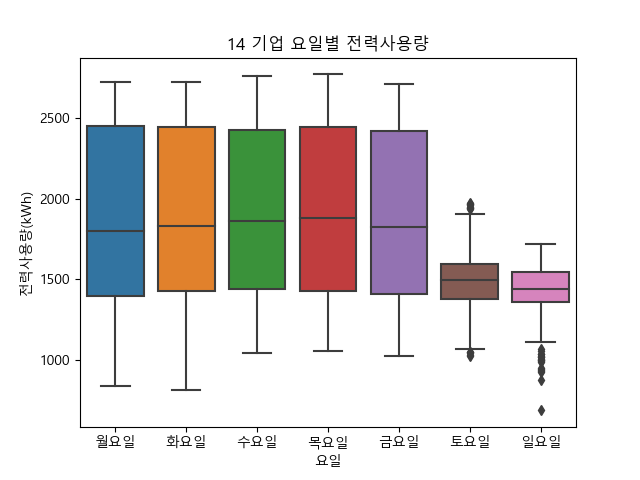 14 기업 요일별 전력사용량
전력사용량(kWh)
2500
2000
1500
1000
월요일 화요일 수요일 목요일 금요일 토요일 일요일
요일